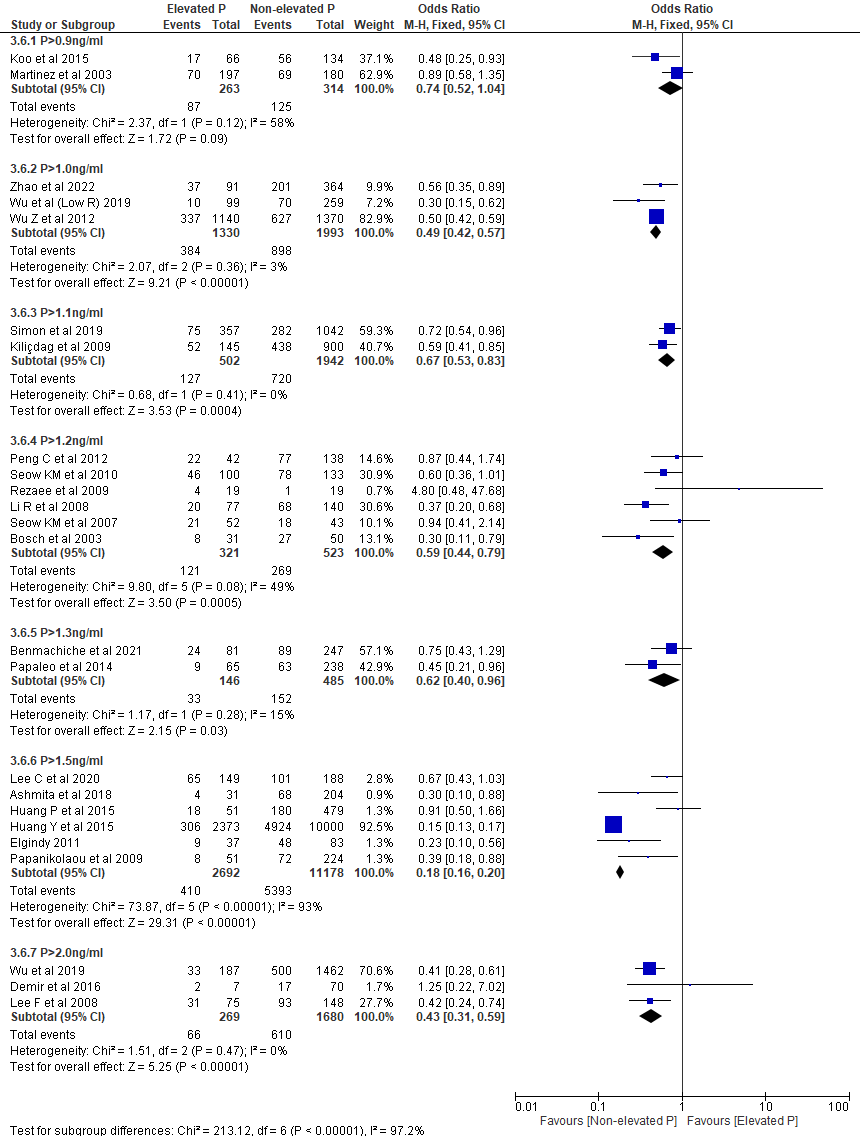 Elevated P Non-elevated P Odds Ratio Odds Ratio
Study or Subgroup Events Total Events Total Weight M-H, Fixed, 95% CI M-H, Fixed, 95% CI
3.6.1 P>0.9ng/ml
Koo et al 2015 17 66 56 134 37.1% 0.48 [0.25, 0.93]
Martinez et al 2003 70 197 69 180 62.9% 0.89 [0.58, 1.35]
Subtotal (95% CI) 263 314 100.0% 0.74 [0.52, 1.04]
Total events 87 125
Heterogeneity: Chi² = 2.37, df = 1 (P = 0.12); I² = 58%
Test for overall effect: Z = 1.72 (P = 0.09)
3.6.2 P>1.0ng/ml
Zhao et al 2022 37 91 201 364 9.9% 0.56 [0.35, 0.89]
Wu et al (Low R) 2019 10 99 70 259 7.2% 0.30 [0.15, 0.62]
Wu Z et al 2012 337 1140 627 1370 82.9% 0.50 [0.42, 0.59]
Subtotal (95% CI) 1330 1993 100.0% 0.49 [0.42, 0.57]
Total events 384 898
Heterogeneity: Chi² = 2.07, df = 2 (P = 0.36); I² = 3%
Test for overall effect: Z = 9.21 (P < 0.00001)
3.6.3 P>1.1ng/ml
Simon et al 2019 75 357 282 1042 59.3% 0.72 [0.54, 0.96]
Kiliçdag et al 2009 52 145 438 900 40.7% 0.59 [0.41, 0.85]
Subtotal (95% CI) 502 1942 100.0% 0.67 [0.53, 0.83]
Total events 127 720
Heterogeneity: Chi² = 0.68, df = 1 (P = 0.41); I² = 0%
Test for overall effect: Z = 3.53 (P = 0.0004)
3.6.4 P>1.2ng/ml
Peng C et al 2012 22 42 77 138 14.6% 0.87 [0.44, 1.74]
Seow KM et al 2010 46 100 78 133 30.9% 0.60 [0.36, 1.01]
Rezaee et al 2009 4 19 1 19 0.7% 4.80 [0.48, 47.68]
Li R et al 2008 20 77 68 140 30.4% 0.37 [0.20, 0.68]
Seow KM et al 2007 21 52 18 43 10.1% 0.94 [0.41, 2.14]
Bosch et al 2003 8 31 27 50 13.3% 0.30 [0.11, 0.79]
Subtotal (95% CI) 321 523 100.0% 0.59 [0.44, 0.79]
Total events 121 269
Heterogeneity: Chi² = 9.80, df = 5 (P = 0.08); I² = 49%
Test for overall effect: Z = 3.50 (P = 0.0005)
3.6.5 P>1.3ng/ml
Benmachiche et al 2021 24 81 89 247 57.1% 0.75 [0.43, 1.29]
Papaleo et al 2014 9 65 63 238 42.9% 0.45 [0.21, 0.96]
Subtotal (95% CI) 146 485 100.0% 0.62 [0.40, 0.96]
Total events 33 152
Heterogeneity: Chi² = 1.17, df = 1 (P = 0.28); I² = 15%
Test for overall effect: Z = 2.15 (P = 0.03)
3.6.6 P>1.5ng/ml
Lee C et al 2020 65 149 101 188 2.8% 0.67 [0.43, 1.03]
Ashmita et al 2018 4 31 68 204 0.9% 0.30 [0.10, 0.88]
Huang P et al 2015 18 51 180 479 1.3% 0.91 [0.50, 1.66]
Huang Y et al 2015 306 2373 4924 10000 92.5% 0.15 [0.13, 0.17]
Elgindy 2011 9 37 48 83 1.2% 0.23 [0.10, 0.56]
Papanikolaou et al 2009 8 51 72 224 1.3% 0.39 [0.18, 0.88]
Subtotal (95% CI) 2692 11178 100.0% 0.18 [0.16, 0.20]
Total events 410 5393
Heterogeneity: Chi² = 73.87, df = 5 (P < 0.00001); I² = 93%
Test for overall effect: Z = 29.31 (P < 0.00001)
3.6.7 P>2.0ng/ml
Wu et al 2019 33 187 500 1462 70.6% 0.41 [0.28, 0.61]
Demir et al 2016 2 7 17 70 1.7% 1.25 [0.22, 7.02]
Lee F et al 2008 31 75 93 148 27.7% 0.42 [0.24, 0.74]
Subtotal (95% CI) 269 1680 100.0% 0.43 [0.31, 0.59]
Total events 66 610
Heterogeneity: Chi² = 1.51, df = 2 (P = 0.47); I² = 0%
Test for overall effect: Z = 5.25 (P < 0.00001)
0.01 0.1 1 10 100
Favours [Non-elevated P] Favours [Elevated P]
Test for subgroup differences: Chi² = 213.12, df = 6 (P < 0.00001), I² = 97.2%